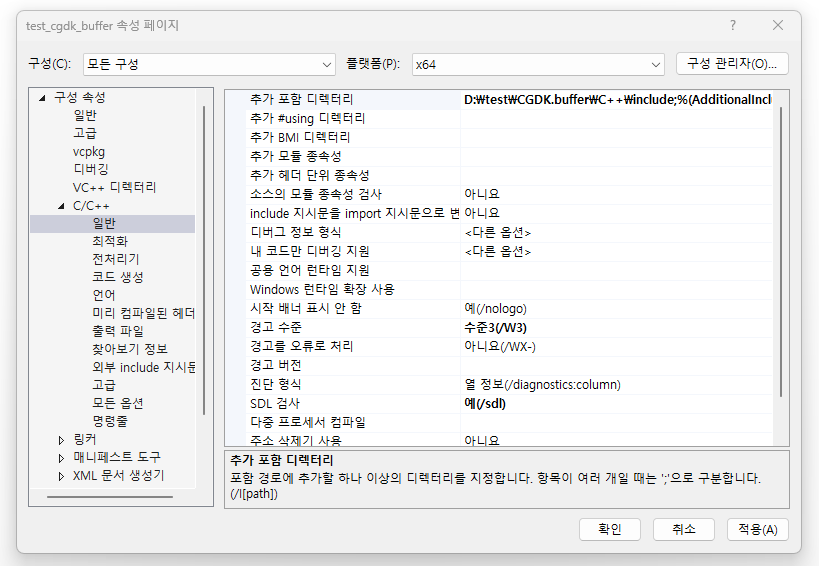 test_cgdk_buffer 속성 페이지
구성(C): 모든 구성 플랫폼(P): x64 구성 관리자(O)...
구성 속성
일반
고급
vcpkg
디버깅
VC++ 디렉터리
C/C++
일반
최적화
전처리기
코드 생성
언어
미리 컴파일된 헤더
출력 파일
찾아보기 정보
외부 include 지시문
고급
모든 옵션
명령줄
링커
매니페스트 도구
XML 문서 생성기
추가 포함 디렉터리 D:\test\CGDK.buffer\C++\include;%(AdditionalIncl
추가 #using 디렉터리
추가 BMI 디렉터리
추가 모듈 종속성
추가 헤더 단위 종속성
소스의 모듈 종속성 검사 아니요
include 지시문을 import 지시문으로 변 아니요
디버그 정보 형식 <다른 옵션>
내 코드만 디버깅 지원 <다른 옵션>
공용 언어 런타임 지원
Windows 런타임 확장 사용
시작 배너 표시 안 함 예(/nologo)
경고 수준 수준3(/W3)
경고를 오류로 처리 아니요(/WX-)
경고 버전
진단 형식 열 정보(/diagnostics:column)
SDL 검사 예(/sdl)
다중 프로세서 컴파일
주소 삭제기 사용 아니요
추가 포함 디렉터리
포함 경로에 추가할 하나 이상의 디렉터리를 지정합니다. 항목이 여러 개일 때는 ';'으로 구분합니다.
(/I[path])
확인 취소 적용(A)